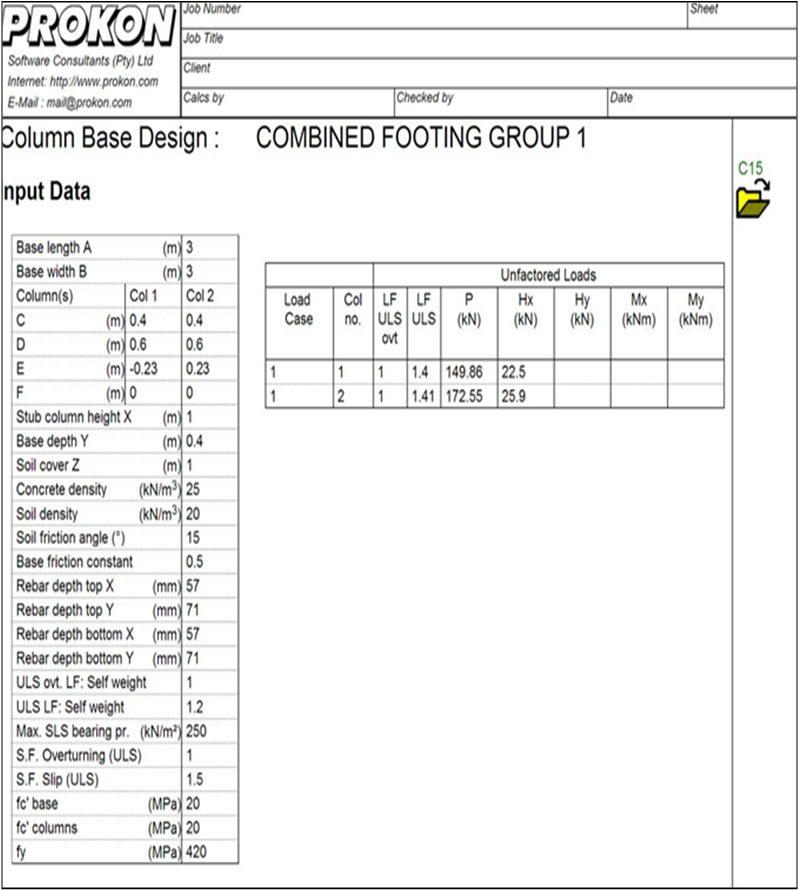 PROKON
Software Consultants (Pty) Ltd
Internet: http://www.prokon.com
E-Mail : mail@prokon.com
Job Number
Sheet
Job Title
Client
Calcs by
Checked by
Date
Column Base Design : COMBINED FOOTING GROUP 1
C15
nput Data
Base length A (m) 3
Base width B (m) 3
Column(s) Col 1 Col 2
C (m) 0.4 0.4
D (m) 0.6 0.6
E (m) -0.23 0.23
F (m) 0 0
Stub column height X (m) 1
Base depth Y (m) 0.4
Soil cover Z (m) 1
Concrete density (kN/m³) 25
Soil density (kN/m³) 20
Soil friction angle (°) 15
Base friction constant 0.5
Rebar depth top X (mm) 57
Rebar depth top Y (mm) 71
Rebar depth bottom X (mm) 57
Rebar depth bottom Y (mm) 71
ULS ovt. LF: Self weight 1
ULS LF: Self weight 1.2
Max. SLS bearing pr. (kN/m²) 250
S.F. Overturning (ULS) 1
S.F. Slip (ULS) 1.5
fc' base (MPa) 20
fc' columns (MPa) 20
fy (MPa) 420
Unfactored Loads
Load Col LF LF P Hx Hy Mx My
Case no. ULS ULS (kN) (kN) (kN) (kNm) (kNm)
ovt
1 1 1 1.4 149.86 22.5
1 2 1 1.41 172.55 25.9